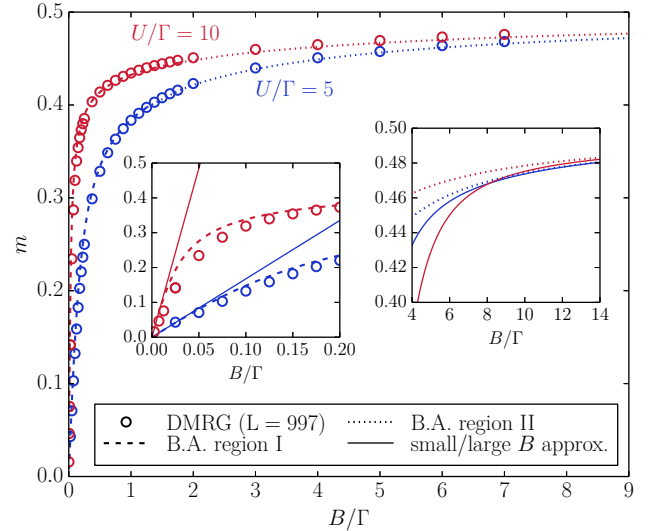 0.5
0.4
0.3
0.2
0.1
0.0
m
U/Γ = 10
U/Γ = 5
0.5
0.4
0.3
0.2
0.1
0.0
0.00 0.05 0.10 0.15 0.20
B/Γ
0.50
0.48
0.46
0.44
0.42
0.40
4 6 8 10 12 14
B/Γ
DMRG (L = 997)
B.A. region I
B.A. region II
small/large B approx.
0 1 2 3 4 5 6 7 8 9
B/Γ